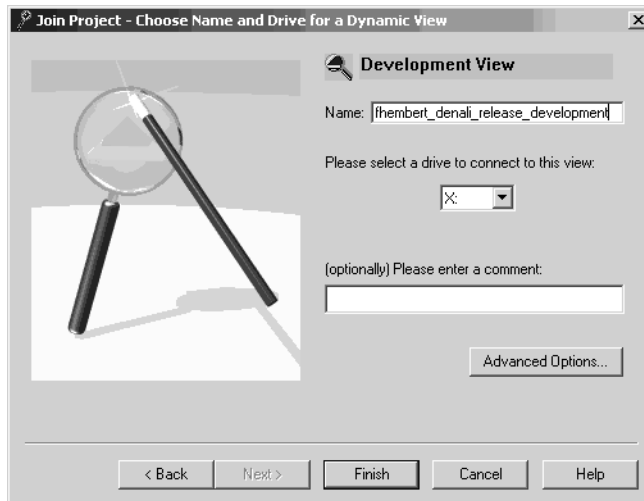 Join Project - Choose Name and Drive for a Dynamic View
Development View
Name: fhembert_denali_release_development
Please select a drive to connect to this view:
X:
(optionally) Please enter a comment:
Advanced Options...
< Back Next > Finish Cancel Help